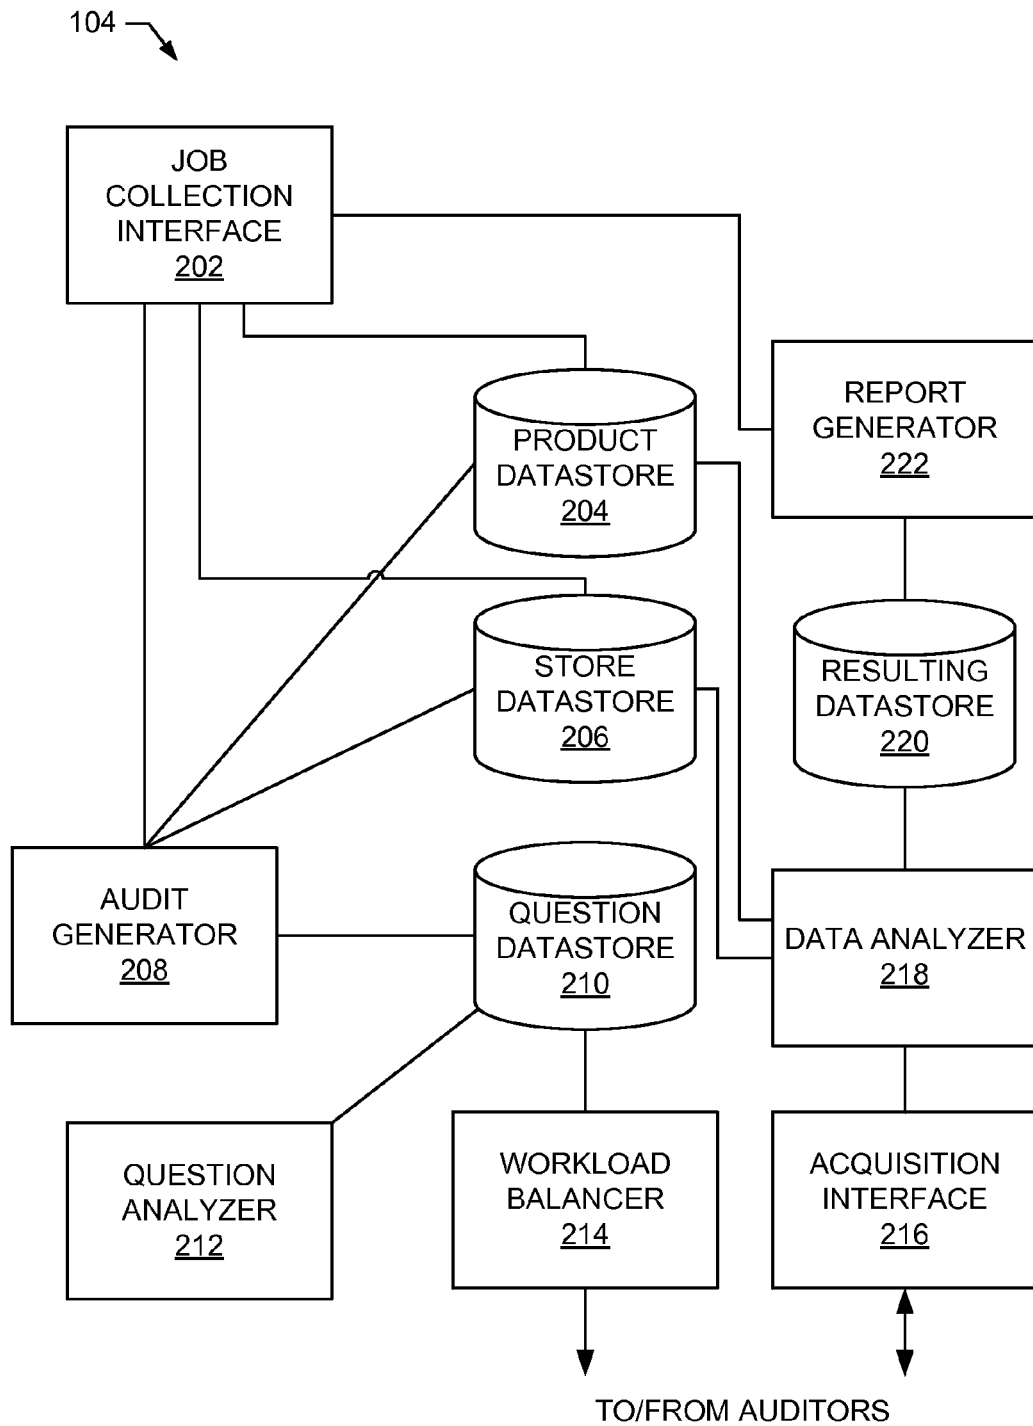 104
JOB
COLLECTION
INTERFACE
202
REPORT
GENERATOR
222
PRODUCT
DATASTORE
204
STORE
DATASTORE
206
RESULTING
DATASTORE
220
AUDIT
GENERATOR
208
QUESTION
DATASTORE
210
DATA ANALYZER
218
QUESTION
ANALYZER
212
WORKLOAD
BALANCER
214
ACQUISITION
INTERFACE
216
TO/FROM AUDITORS